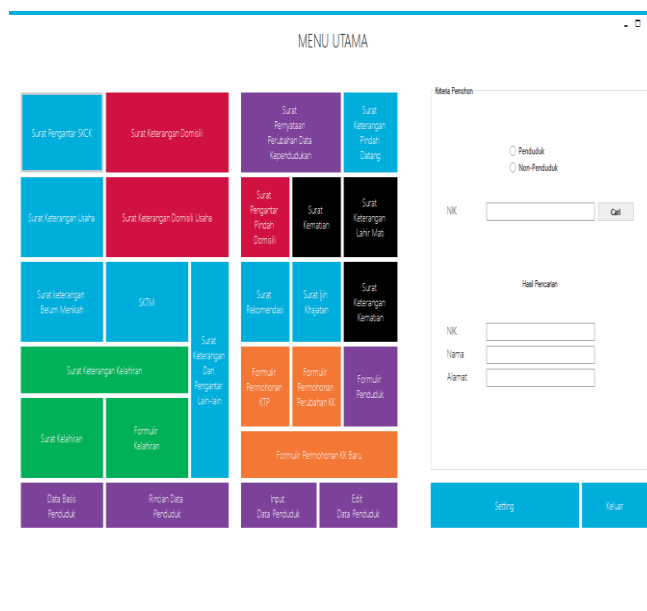 MENU UTAMA
Surat Pengantar SKCK
Surat Keterangan Domisili
Surat
Pernyataan
Perubahan Data
Kependudukan
Surat
Keterangan
Pindah
Datang
Surat Keterangan Usaha
Surat Keterangan Domisili Usaha
Surat
Pengantar
Pindah
Domisili
Surat
Kematian
Surat
Keterangan
Lahir Mati
Surat keterangan
Belum Menikah
SKTM
Surat
Keterangan
Dan
Pengantar
Lain-lain
Surat
Rekomendasi
Surat Ijin
Khajatan
Surat
Keterangan
Kematian
Surat Keterangan Kelahiran
Formulir
Permohonan
KTP
Formulir
Permohonan
Perubahan KK
Formulir
Penduduk
Surat Kelahiran
Formulir
Kelahiran
Formulir Permohonan KK Baru
Data Basis
Penduduk
Rincian Data
Penduduk
Input
Data Penduduk
Edit
Data Penduduk
Kriteria Pemohon
Penduduk
Non-Penduduk
NIK
Cari
Hasil Pencarian
NIK
Nama
Alamat
Setting
Keluar